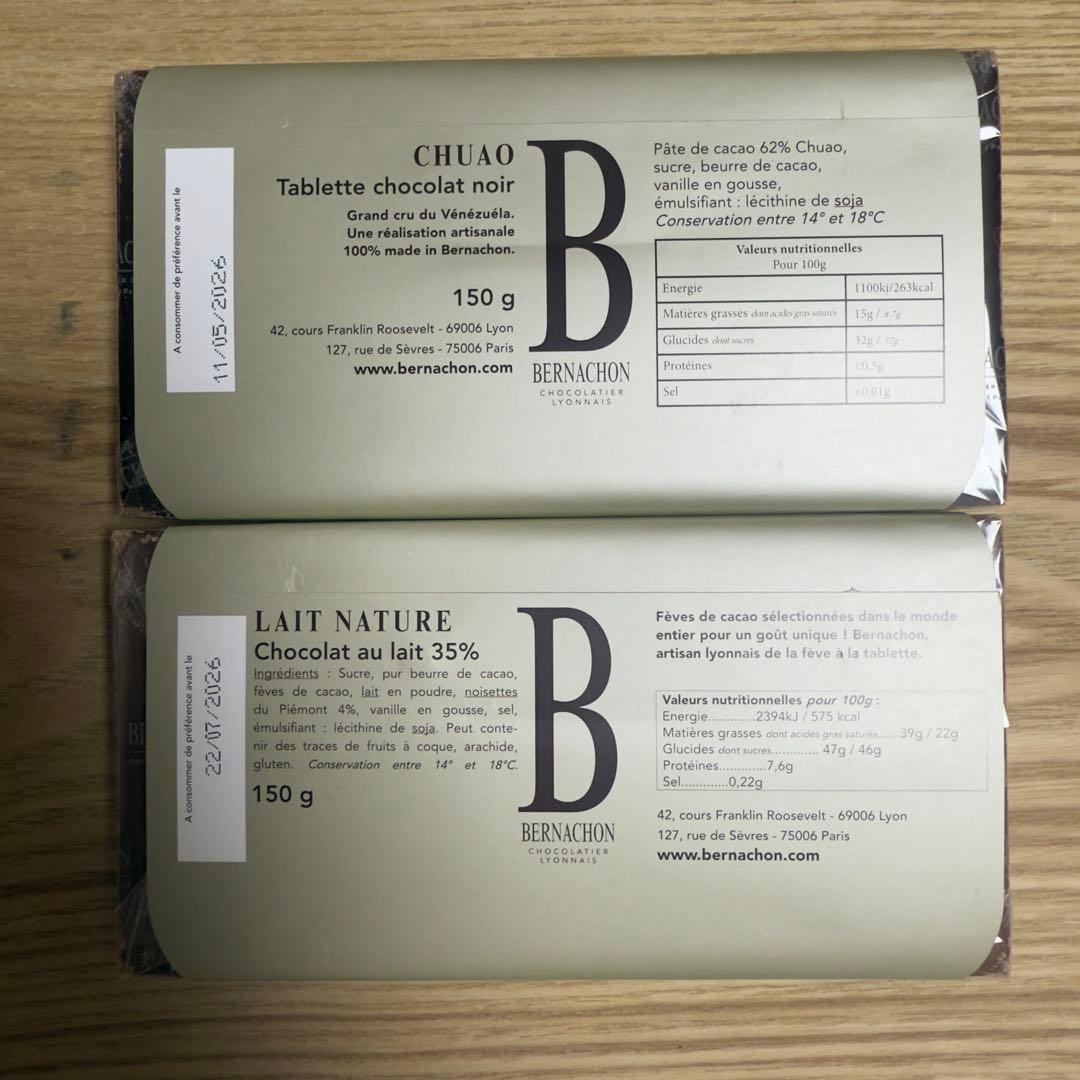 A consommer de préférence avant le
11/05/2026
CHUAO
Tablette chocolat noir
Grand cru du Vénézuéla.
Une réalisation artisanale
100% made in Bernachon.
150 g
42, cours Franklin Roosevelt - 69006 Lyon
127, rue de Sèvres - 75006 Paris
www.bernachon.com
B
BERNACHON
CHOCOLATIER
LYONNAIS
Pâte de cacao 62% Chuao,
sucre, beurre de cacao,
vanille en gousse,
émulsifiant : lécithine de soja
Conservation entre 14° et 18°C
Valeurs nutritionnelles
Pour 100g
Energie 1100kj/263kcal
Matières grasses dont acides gras saturés 15g / 8.7g
Glucides dont sucres 32g / 32g
Protéines <0.5g
Sel <0.01g
A consommer de préférence avant le
22/07/2026
LAIT NATURE
Chocolat au lait 35%
Ingrédients : Sucre, pur beurre de cacao,
fèves de cacao, lait en poudre, noisettes
du Piémont 4%, vanille en gousse, sel,
émulsifiant : lécithine de soja. Peut conte-
nir des traces de fruits à coque, arachide,
gluten. Conservation entre 14° et 18°C.
150 g
B
BERNACHON
CHOCOLATIER
LYONNAIS
Fèves de cacao sélectionnées dans le monde
entier pour un goût unique ! Bernachon,
artisan lyonnais de la fève à la tablette.
Valeurs nutritionnelles pour 100g :
Energie............2394kJ / 575 kcal
Matières grasses dont acides gras saturés......39g / 22g
Glucides dont sucres............. 47g / 46g
Protéines............7,6g
Sel............0,22g
42, cours Franklin Roosevelt - 69006 Lyon
127, rue de Sèvres - 75006 Paris
www.bernachon.com